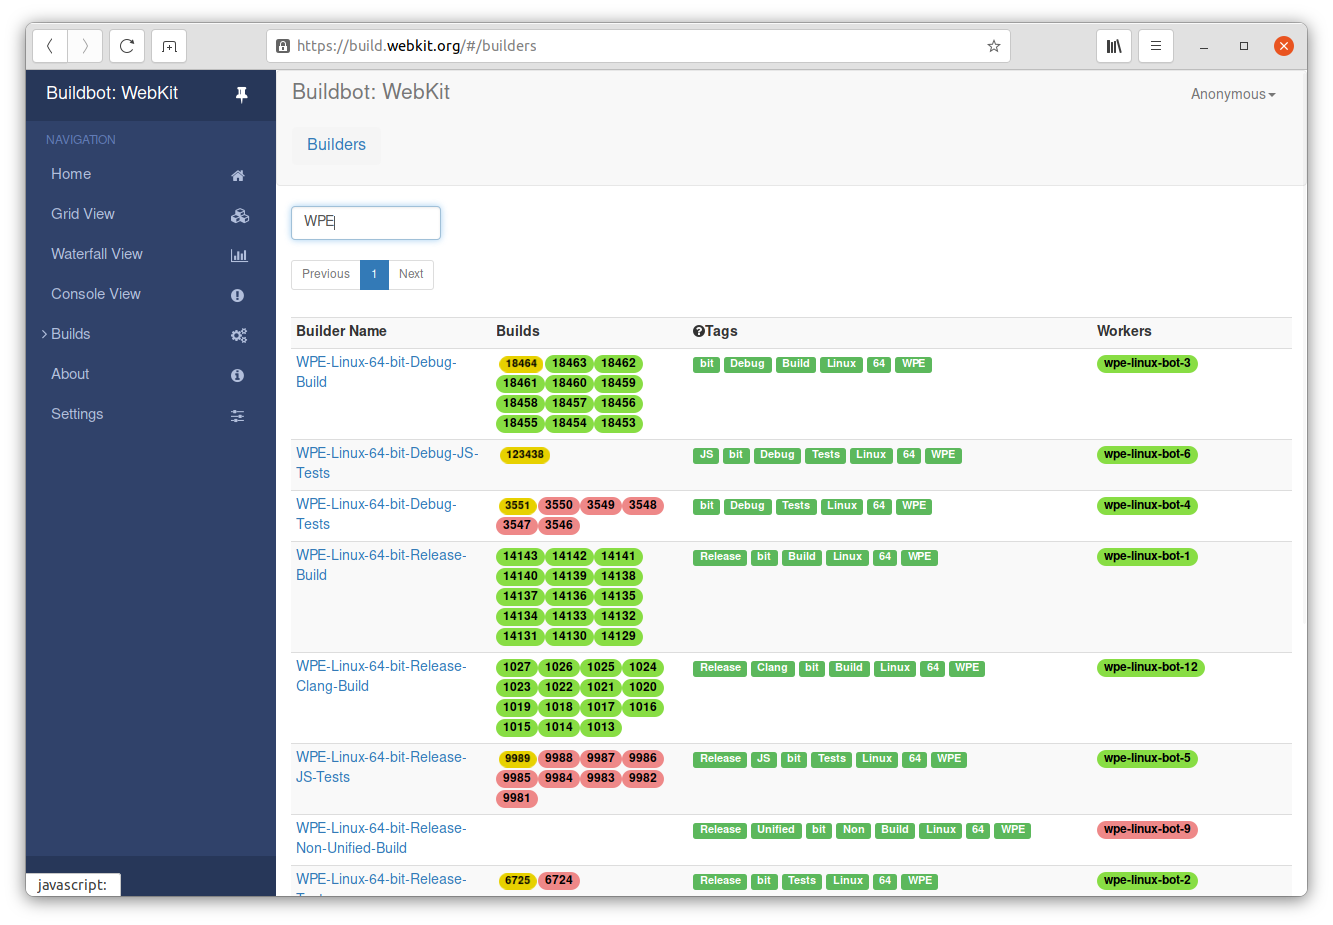 https://build.webkit.org/#/builders
Buildbot: WebKit
NAVIGATION
Home
Grid View
Waterfall View
Console View
Builds
About
Settings
javascript:
Buildbot: WebKit
Anonymous
Builders
WPE
Previous 1 Next
Builder Name Builds Tags Workers
WPE-Linux-64-bit-Debug-
Build
18464 18463 18462
18461 18460 18459
18458 18457 18456
18455 18454 18453
bit Debug Build Linux 64 WPE
wpe-linux-bot-3
WPE-Linux-64-bit-Debug-JS-
Tests
123438
JS bit Debug Tests Linux 64 WPE
wpe-linux-bot-6
WPE-Linux-64-bit-Debug-
Tests
3551 3550 3549 3548
3547 3546
bit Debug Tests Linux 64 WPE
wpe-linux-bot-4
WPE-Linux-64-bit-Release-
Build
14143 14142 14141
14140 14139 14138
14137 14136 14135
14134 14133 14132
14131 14130 14129
Release bit Build Linux 64 WPE
wpe-linux-bot-1
WPE-Linux-64-bit-Release-
Clang-Build
1027 1026 1025 1024
1023 1022 1021 1020
1019 1018 1017 1016
1015 1014 1013
Release Clang bit Build Linux 64 WPE
wpe-linux-bot-12
WPE-Linux-64-bit-Release-
JS-Tests
9989 9988 9987 9986
9985 9984 9983 9982
9981
Release JS bit Tests Linux 64 WPE
wpe-linux-bot-5
WPE-Linux-64-bit-Release-
Non-Unified-Build
Release Unified bit Non Build Linux 64 WPE
wpe-linux-bot-9
WPE-Linux-64-bit-Release-
6725 6724
Release bit Tests Linux 64 WPE
wpe-linux-bot-2